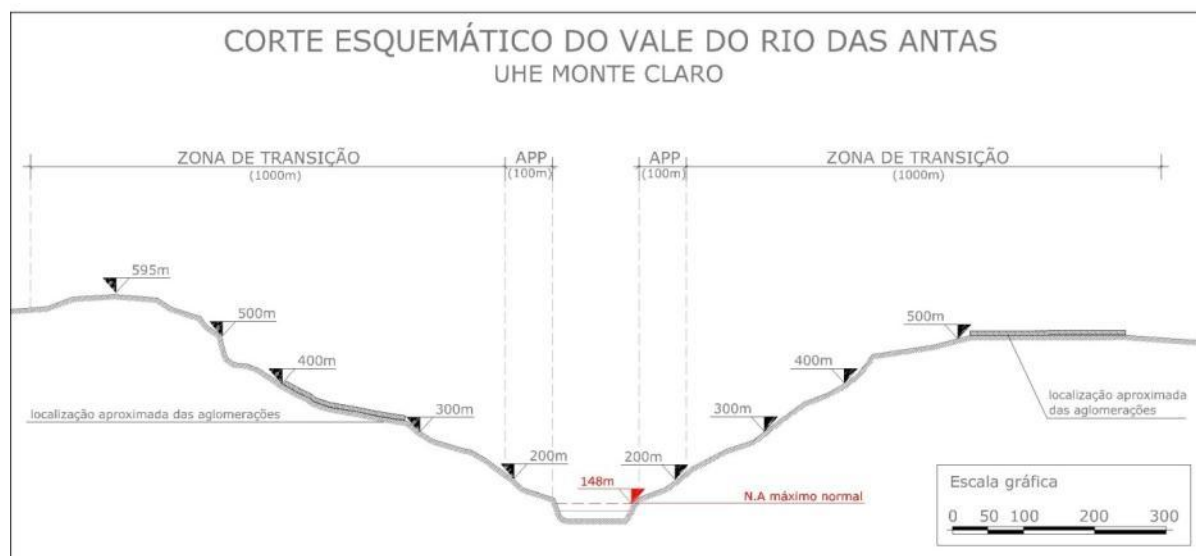 CORTE ESQUEMÁTICO DO VALE DO RIO DAS ANTAS
UHE MONTE CLARO
ZONA DE TRANSIÇÃO
(1000m)
APP
(100m)
APP
(100m)
ZONA DE TRANSIÇÃO
(1000m)
595m
500m
400m
localização aproximada das aglomerações
300m
200m
148m
200m
300m
400m
500m
localização aproximada
das aglomerações
N.A máximo normal
Escala gráfica
0 50 100 200 300